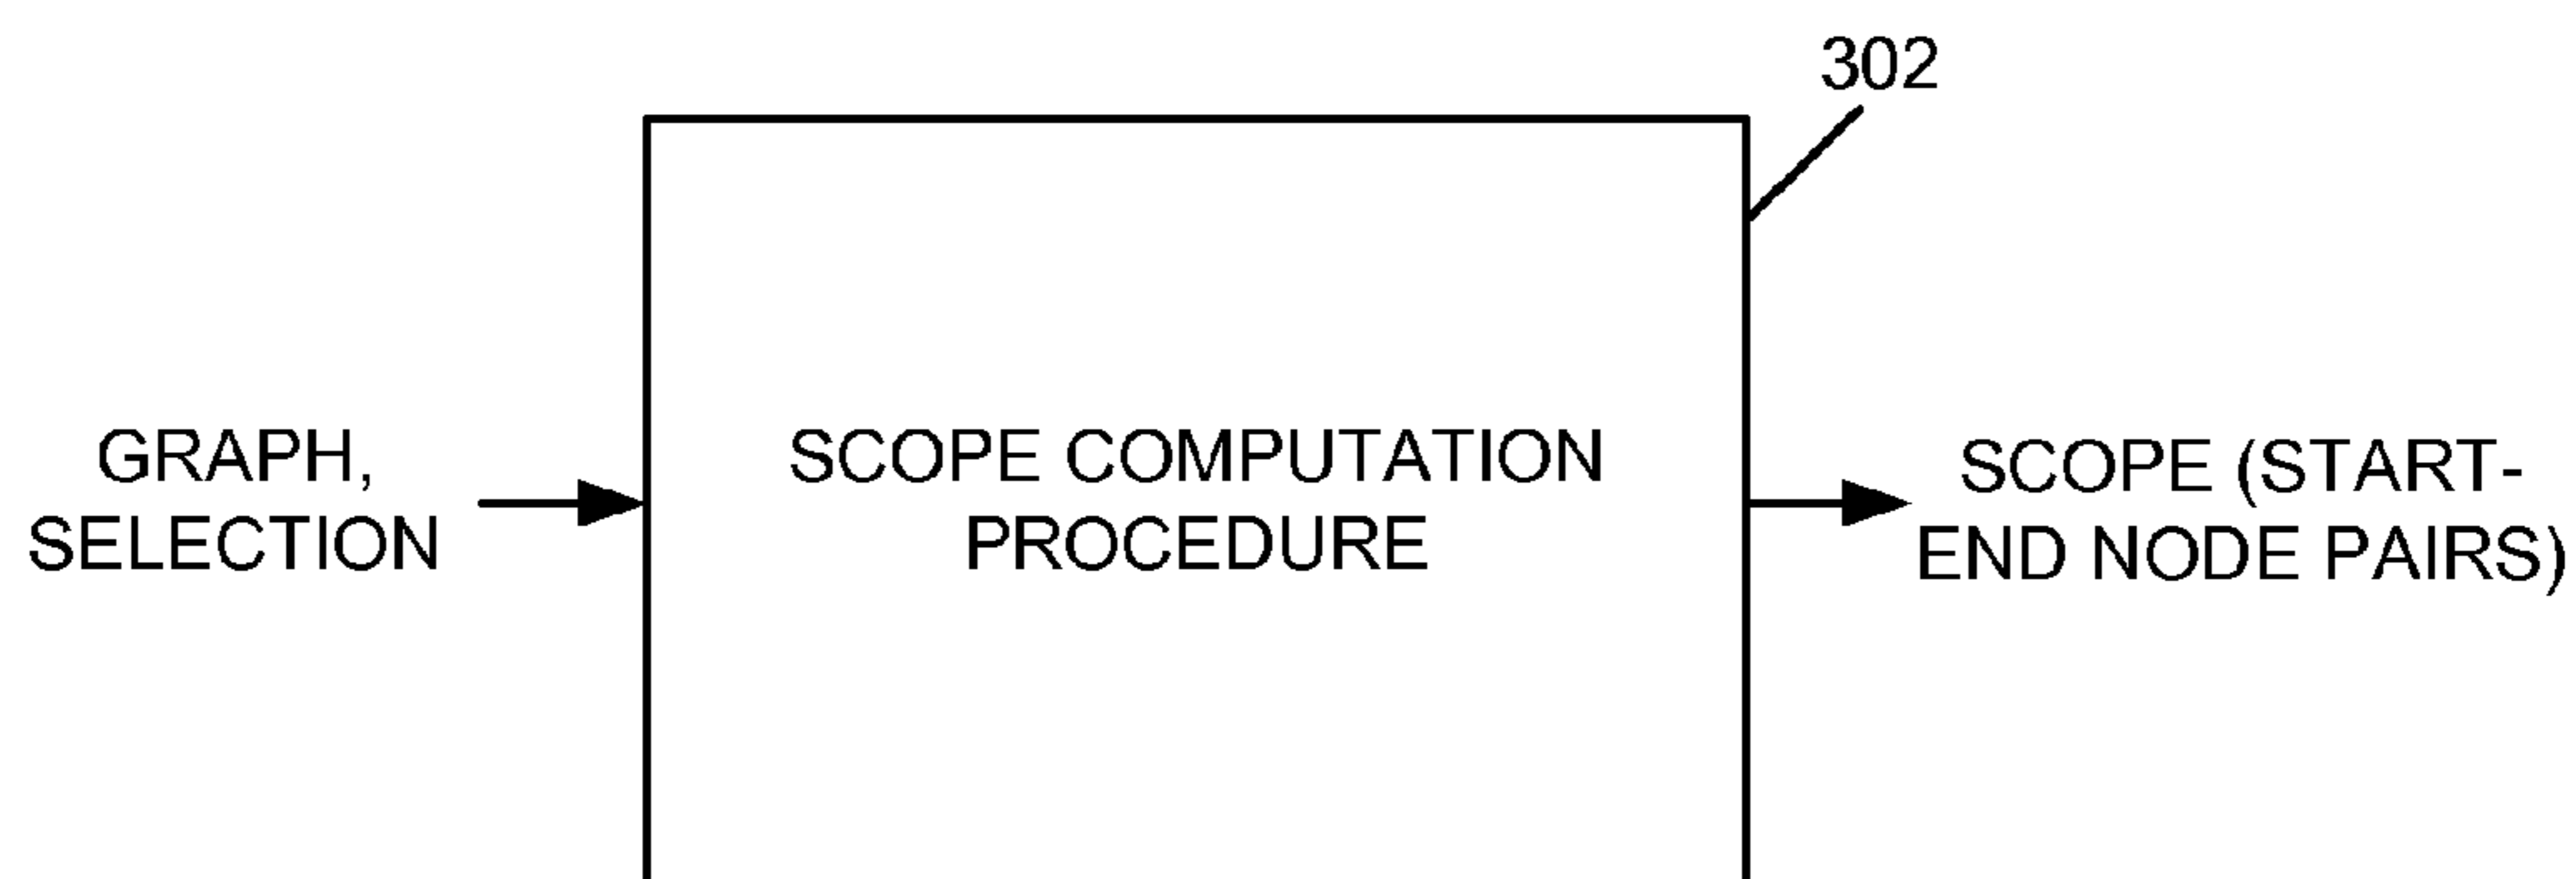 302
GRAPH,
SELECTION
SCOPE COMPUTATION
PROCEDURE
SCOPE (START-
END NODE PAIRS)